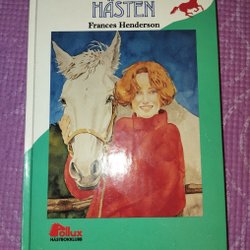 HÄSTEN
Frances Henderson
Pollux
HÄSTBOKKLUBB